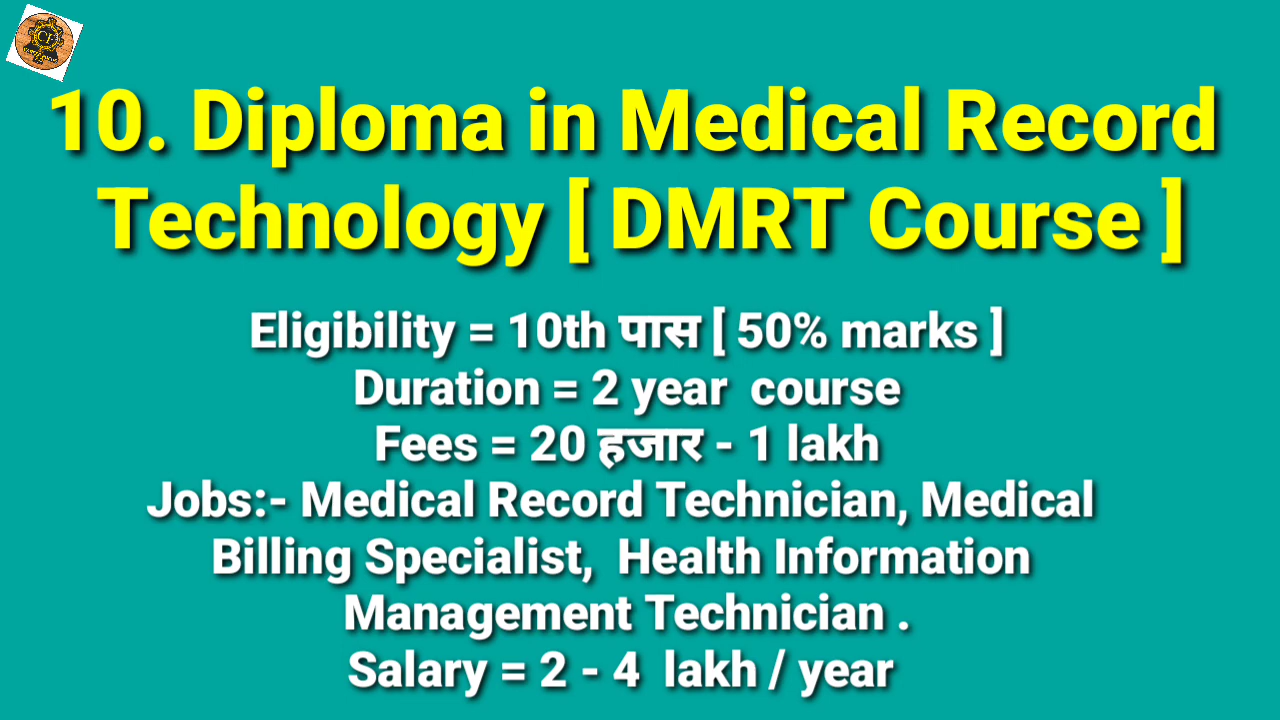 10. Diploma in Medical Record
Technology [ DMRT Course ]
Eligibility = 10th पास [ 50% marks ]
Duration = 2 year course
Fees = 20 हजार - 1 lakh
Jobs:- Medical Record Technician, Medical
Billing Specialist, Health Information
Management Technician .
Salary = 2 - 4 lakh / year